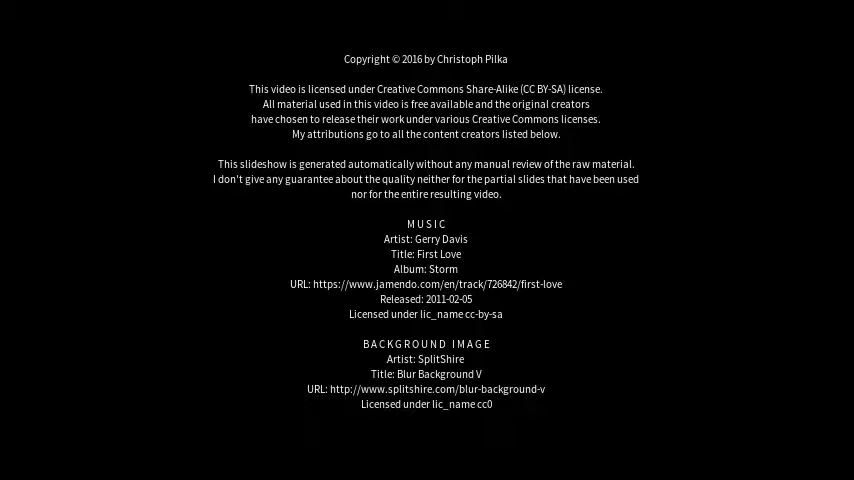 Copyright © 2016 by Christoph Pilka
This video is licensed under Creative Commons Share-Alike (CC BY-SA) license.
All material used in this video is free available and the original creators
have chosen to release their work under various Creative Commons licenses.
My attributions go to all the content creators listed below.
This slideshow is generated automatically without any manual review of the raw material.
I don't give any guarantee about the quality neither for the partial slides that have been used
nor for the entire resulting video.
M U S I C
Artist: Gerry Davis
Title: First Love
Album: Storm
URL: https://www.jamendo.com/en/track/726842/first-love
Released: 2011-02-05
Licensed under lic_name cc-by-sa
B A C K G R O U N D   I M A G E
Artist: SplitShire
Title: Blur Background V
URL: http://www.splitshire.com/blur-background-v
Licensed under lic_name cc0